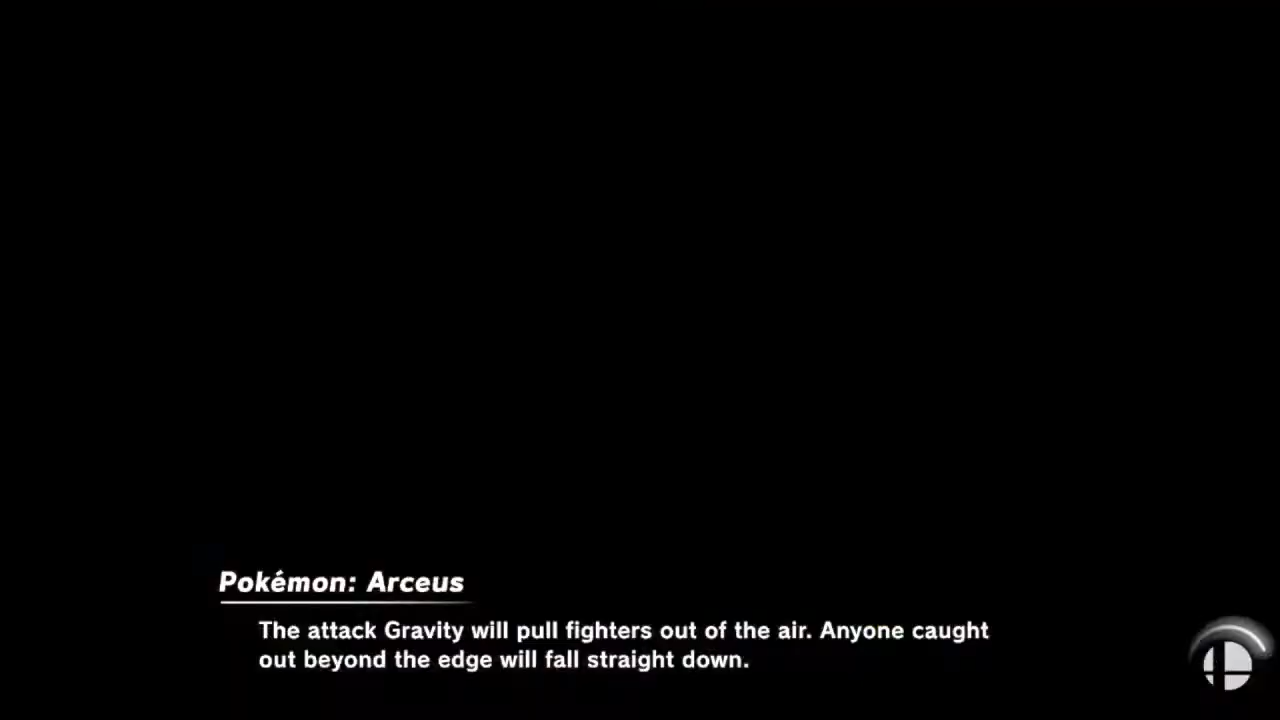 Pokémon: Arceus
The attack Gravity will pull fighters out of the air. Anyone caught
out beyond the edge will fall straight down.